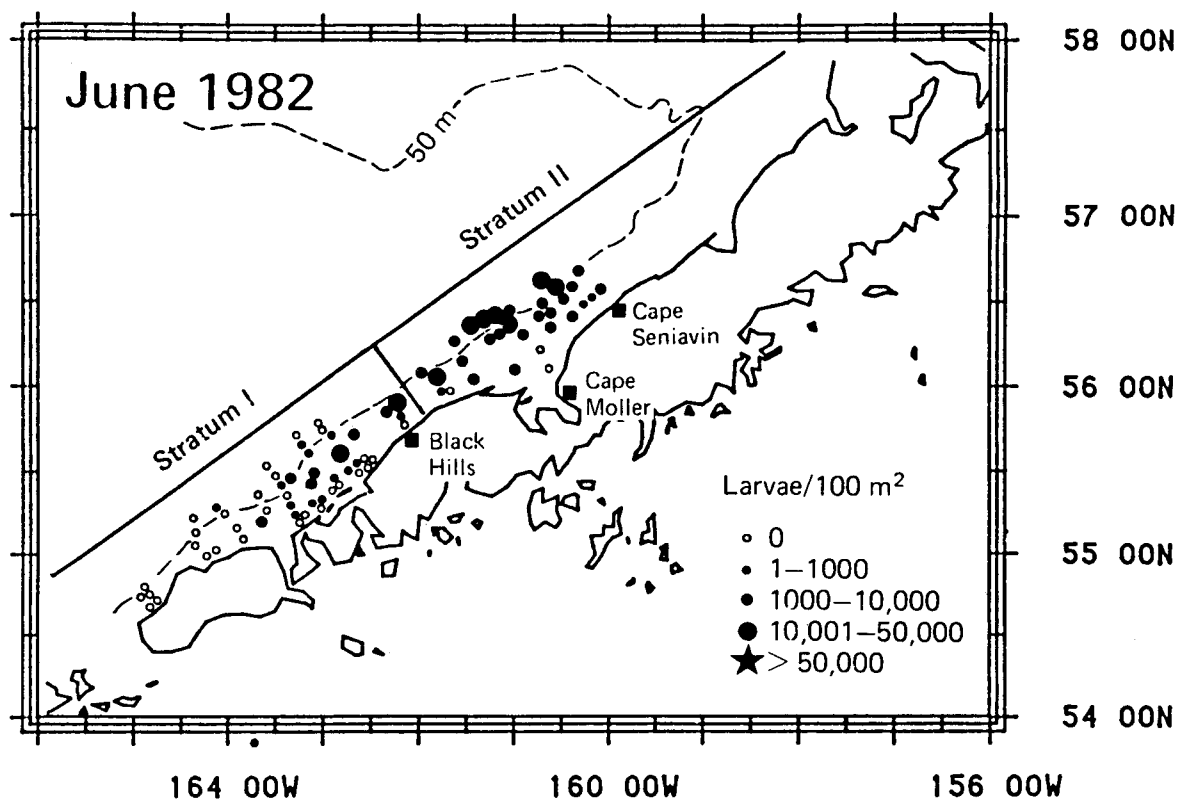 June 1982
58 00N
50 m
Stratum II
57 00N
Cape
Seniavin
56 00N
Cape
Moller
Stratum I
Black
Hills
Larvae/100 m²
0
1–1000
55 00N
1000–10,000
10,001–50,000
> 50,000
54 00N
164 00W
160 00W
156 00W